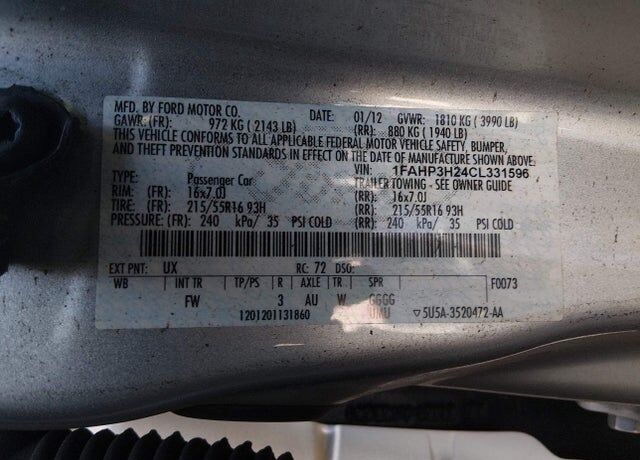 MFD. BY FORD MOTOR CO. DATE: 01/12 GVWR: 1810 KG ( 3990 LB)
GAWR:(FR): 972 KG ( 2143 LB) (RR): 880 KG ( 1940 LB)
THIS VEHICLE CONFORMS TO ALL APPLICABLE FEDERAL MOTOR VEHICLE SAFETY, BUMPER,
AND THEFT PREVENTION STANDARDS IN EFFECT ON THE DATE OF MANUFACTURE SHOWN ABOVE.
VIN: 1FAHP3H24CL331596
TYPE: Passenger Car TRAILER TOWING - SEE OWNER GUIDE
RIM: (FR): 16x7.0J (RR): 16x7.0J
TIRE: (FR): 215/55R16 93H (RR): 215/55R16 93H
PRESSURE: (FR): 240 kPa/ 35 PSI COLD (RR): 240 kPa/ 35 PSI COLD
EXT PNT: UX RC: 72 DSO:
WB INT TR TP/PS R AXLE TR SPR F0073
FW 3 AU W GGGG
1201201131860 UUU ▽5U5A-3520472-AA